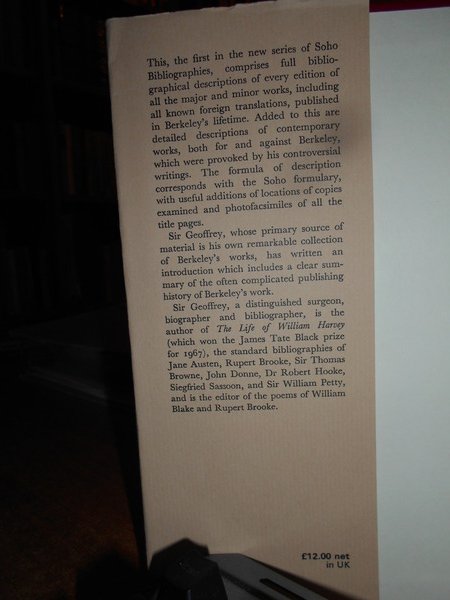 This, the first in the new series of Soho
Bibliographies, comprises full biblio-
graphical descriptions of every edition of
all the major and minor works, including
all known foreign translations, published
in Berkeley's lifetime. Added to this are
detailed descriptions of contemporary
works, both for and against Berkeley,
which were provoked by his controversial
writings. The formula of description
corresponds with the Soho formulary,
with useful additions of locations of copies
examined and photofacsimiles of all the
title pages.
Sir Geoffrey, whose primary source of
material is his own remarkable collection
of Berkeley's works, has written an
introduction which includes a clear sum-
mary of the often complicated publishing
history of Berkeley's work.
Sir Geoffrey, a distinguished surgeon,
biographer and bibliographer, is the
author of The Life of William Harvey
(which won the James Tate Black prize
for 1967), the standard bibliographies of
Jane Austen, Rupert Brooke, Sir Thomas
Browne, John Donne, Dr Robert Hooke,
Siegfried Sassoon, and Sir William Petty,
and is the editor of the poems of William
Blake and Rupert Brooke.
£12.00 net
in UK